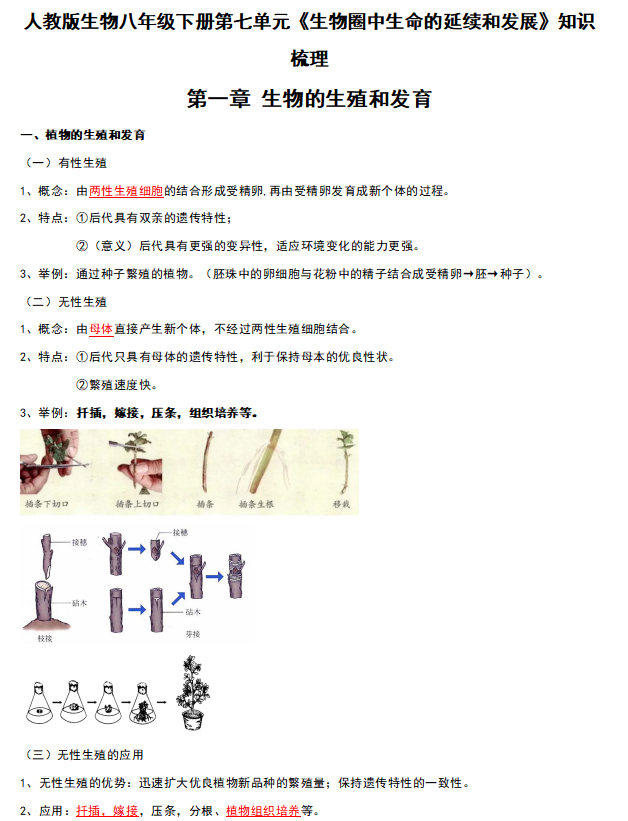 人教版生物八年级下册第七单元《生物圈中生命的延续和发展》知识
梳理
第一章 生物的生殖和发育
一、植物的生殖和发育
（一）有性生殖
1、概念：由两性生殖细胞的结合形成受精卵,再由受精卵发育成新个体的过程。
2、特点：①后代具有双亲的遗传特性；
②（意义）后代具有更强的变异性，适应环境变化的能力更强。
3、举例：通过种子繁殖的植物。（胚珠中的卵细胞与花粉中的精子结合成受精卵→胚→种子）。
（二）无性生殖
1、概念：由母体直接产生新个体，不经过两性生殖细胞结合。
2、特点：①后代只具有母体的遗传特性，利于保持母本的优良性状。
②繁殖速度快。
3、举例：扦插，嫁接，压条，组织培养等。
插条下切口 插条上切口 插条 插条生根 移栽
接穗 接穗
砧木 砧木
枝接 芽接
（三）无性生殖的应用
1、无性生殖的优势：迅速扩大优良植物新品种的繁殖量；保持遗传特性的一致性。
2、应用：扦插，嫁接，压条，分根、植物组织培养等。